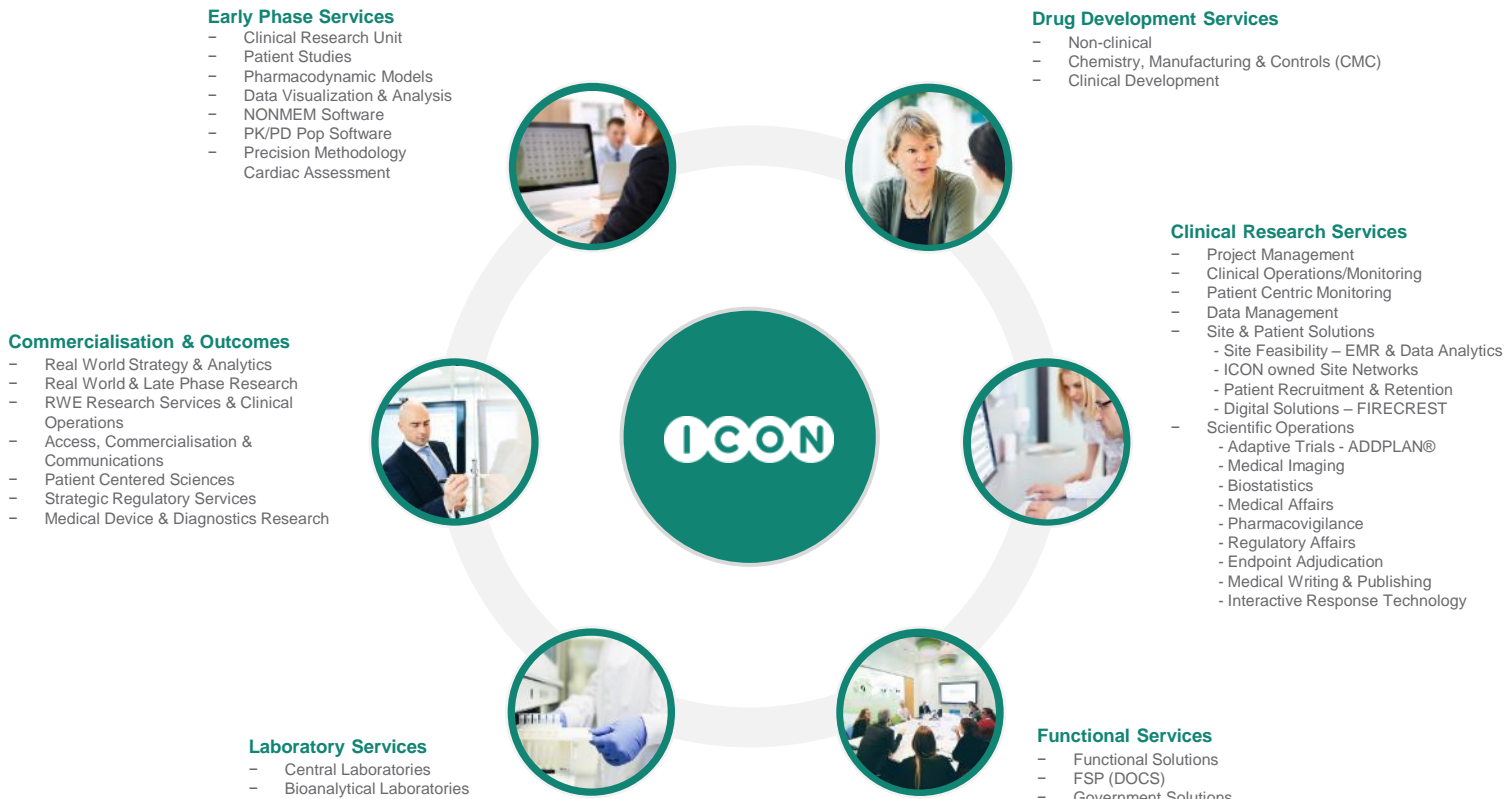 Early Phase Services
− Clinical Research Unit
− Patient Studies
− Pharmacodynamic Models
− Data Visualization & Analysis
− NONMEM Software
− PK/PD Pop Software
− Precision Methodology
Cardiac Assessment
Drug Development Services
− Non-clinical
− Chemistry, Manufacturing & Controls (CMC)
− Clinical Development
Clinical Research Services
− Project Management
− Clinical Operations/Monitoring
− Patient Centric Monitoring
− Data Management
− Site & Patient Solutions
- Site Feasibility – EMR & Data Analytics
- ICON owned Site Networks
- Patient Recruitment & Retention
- Digital Solutions – FIRECREST
− Scientific Operations
- Adaptive Trials - ADDPLAN®
- Medical Imaging
- Biostatistics
- Medical Affairs
- Pharmacovigilance
- Regulatory Affairs
- Endpoint Adjudication
- Medical Writing & Publishing
- Interactive Response Technology
Commercialisation & Outcomes
− Real World Strategy & Analytics
− Real World & Late Phase Research
− RWE Research Services & Clinical
Operations
− Access, Commercialisation &
Communications
− Patient Centered Sciences
− Strategic Regulatory Services
− Medical Device & Diagnostics Research
ICON
Laboratory Services
− Central Laboratories
− Bioanalytical Laboratories
Functional Services
− Functional Solutions
− FSP (DOCS)
− Government Solutions